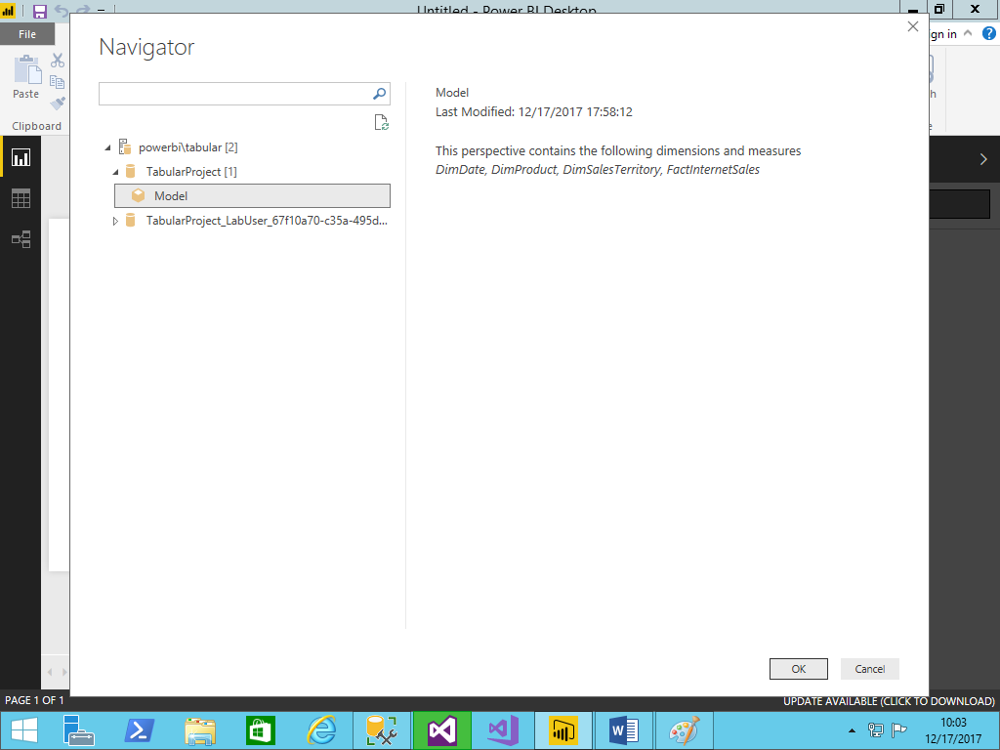 Untitled - Power BI Desktop
File
gn in
?
Navigator
Paste
Clipboard
Model
Last Modified: 12/17/2017 17:58:12
This perspective contains the following dimensions and measures
DimDate, DimProduct, DimSalesTerritory, FactInternetSales
powerbi\tabular [2]
TabularProject [1]
Model
TabularProject_LabUser_67f10a70-c35a-495d...
OK
Cancel
PAGE 1 OF 1
UPDATE AVAILABLE (CLICK TO DOWNLOAD)
10:03
12/17/2017